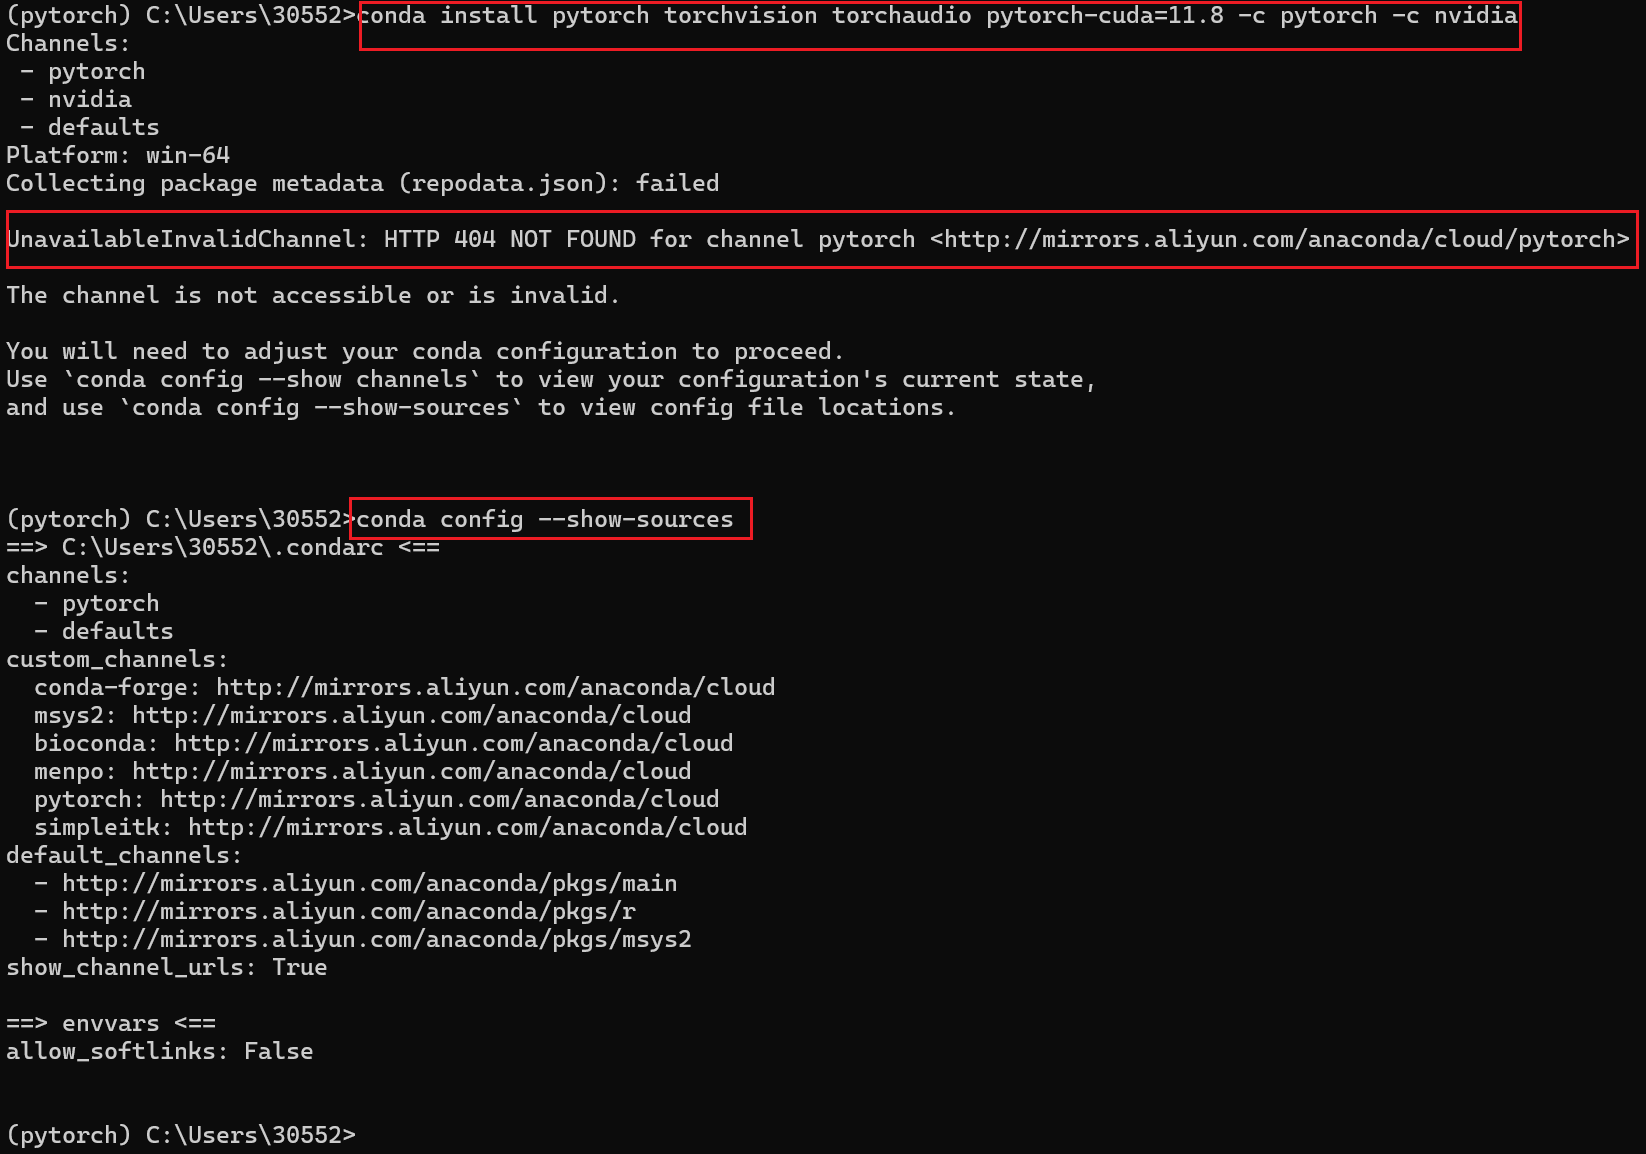 (pytorch) C:\Users\30552>conda install pytorch torchvision torchaudio pytorch-cuda=11.8 -c pytorch -c nvidia
Channels:
 - pytorch
 - nvidia
 - defaults
Platform: win-64
Collecting package metadata (repodata.json): failed
UnavailableInvalidChannel: HTTP 404 NOT FOUND for channel pytorch <http://mirrors.aliyun.com/anaconda/cloud/pytorch>
The channel is not accessible or is invalid.
You will need to adjust your conda configuration to proceed.
Use `conda config --show channels` to view your configuration's current state,
and use `conda config --show-sources` to view config file locations.
(pytorch) C:\Users\30552>conda config --show-sources
==> C:\Users\30552\.condarc <==
channels:
  - pytorch
  - defaults
custom_channels:
  conda-forge: http://mirrors.aliyun.com/anaconda/cloud
  msys2: http://mirrors.aliyun.com/anaconda/cloud
  bioconda: http://mirrors.aliyun.com/anaconda/cloud
  menpo: http://mirrors.aliyun.com/anaconda/cloud
  pytorch: http://mirrors.aliyun.com/anaconda/cloud
  simpleitk: http://mirrors.aliyun.com/anaconda/cloud
default_channels:
  - http://mirrors.aliyun.com/anaconda/pkgs/main
  - http://mirrors.aliyun.com/anaconda/pkgs/r
  - http://mirrors.aliyun.com/anaconda/pkgs/msys2
show_channel_urls: True
==> envvars <==
allow_softlinks: False
(pytorch) C:\Users\30552>